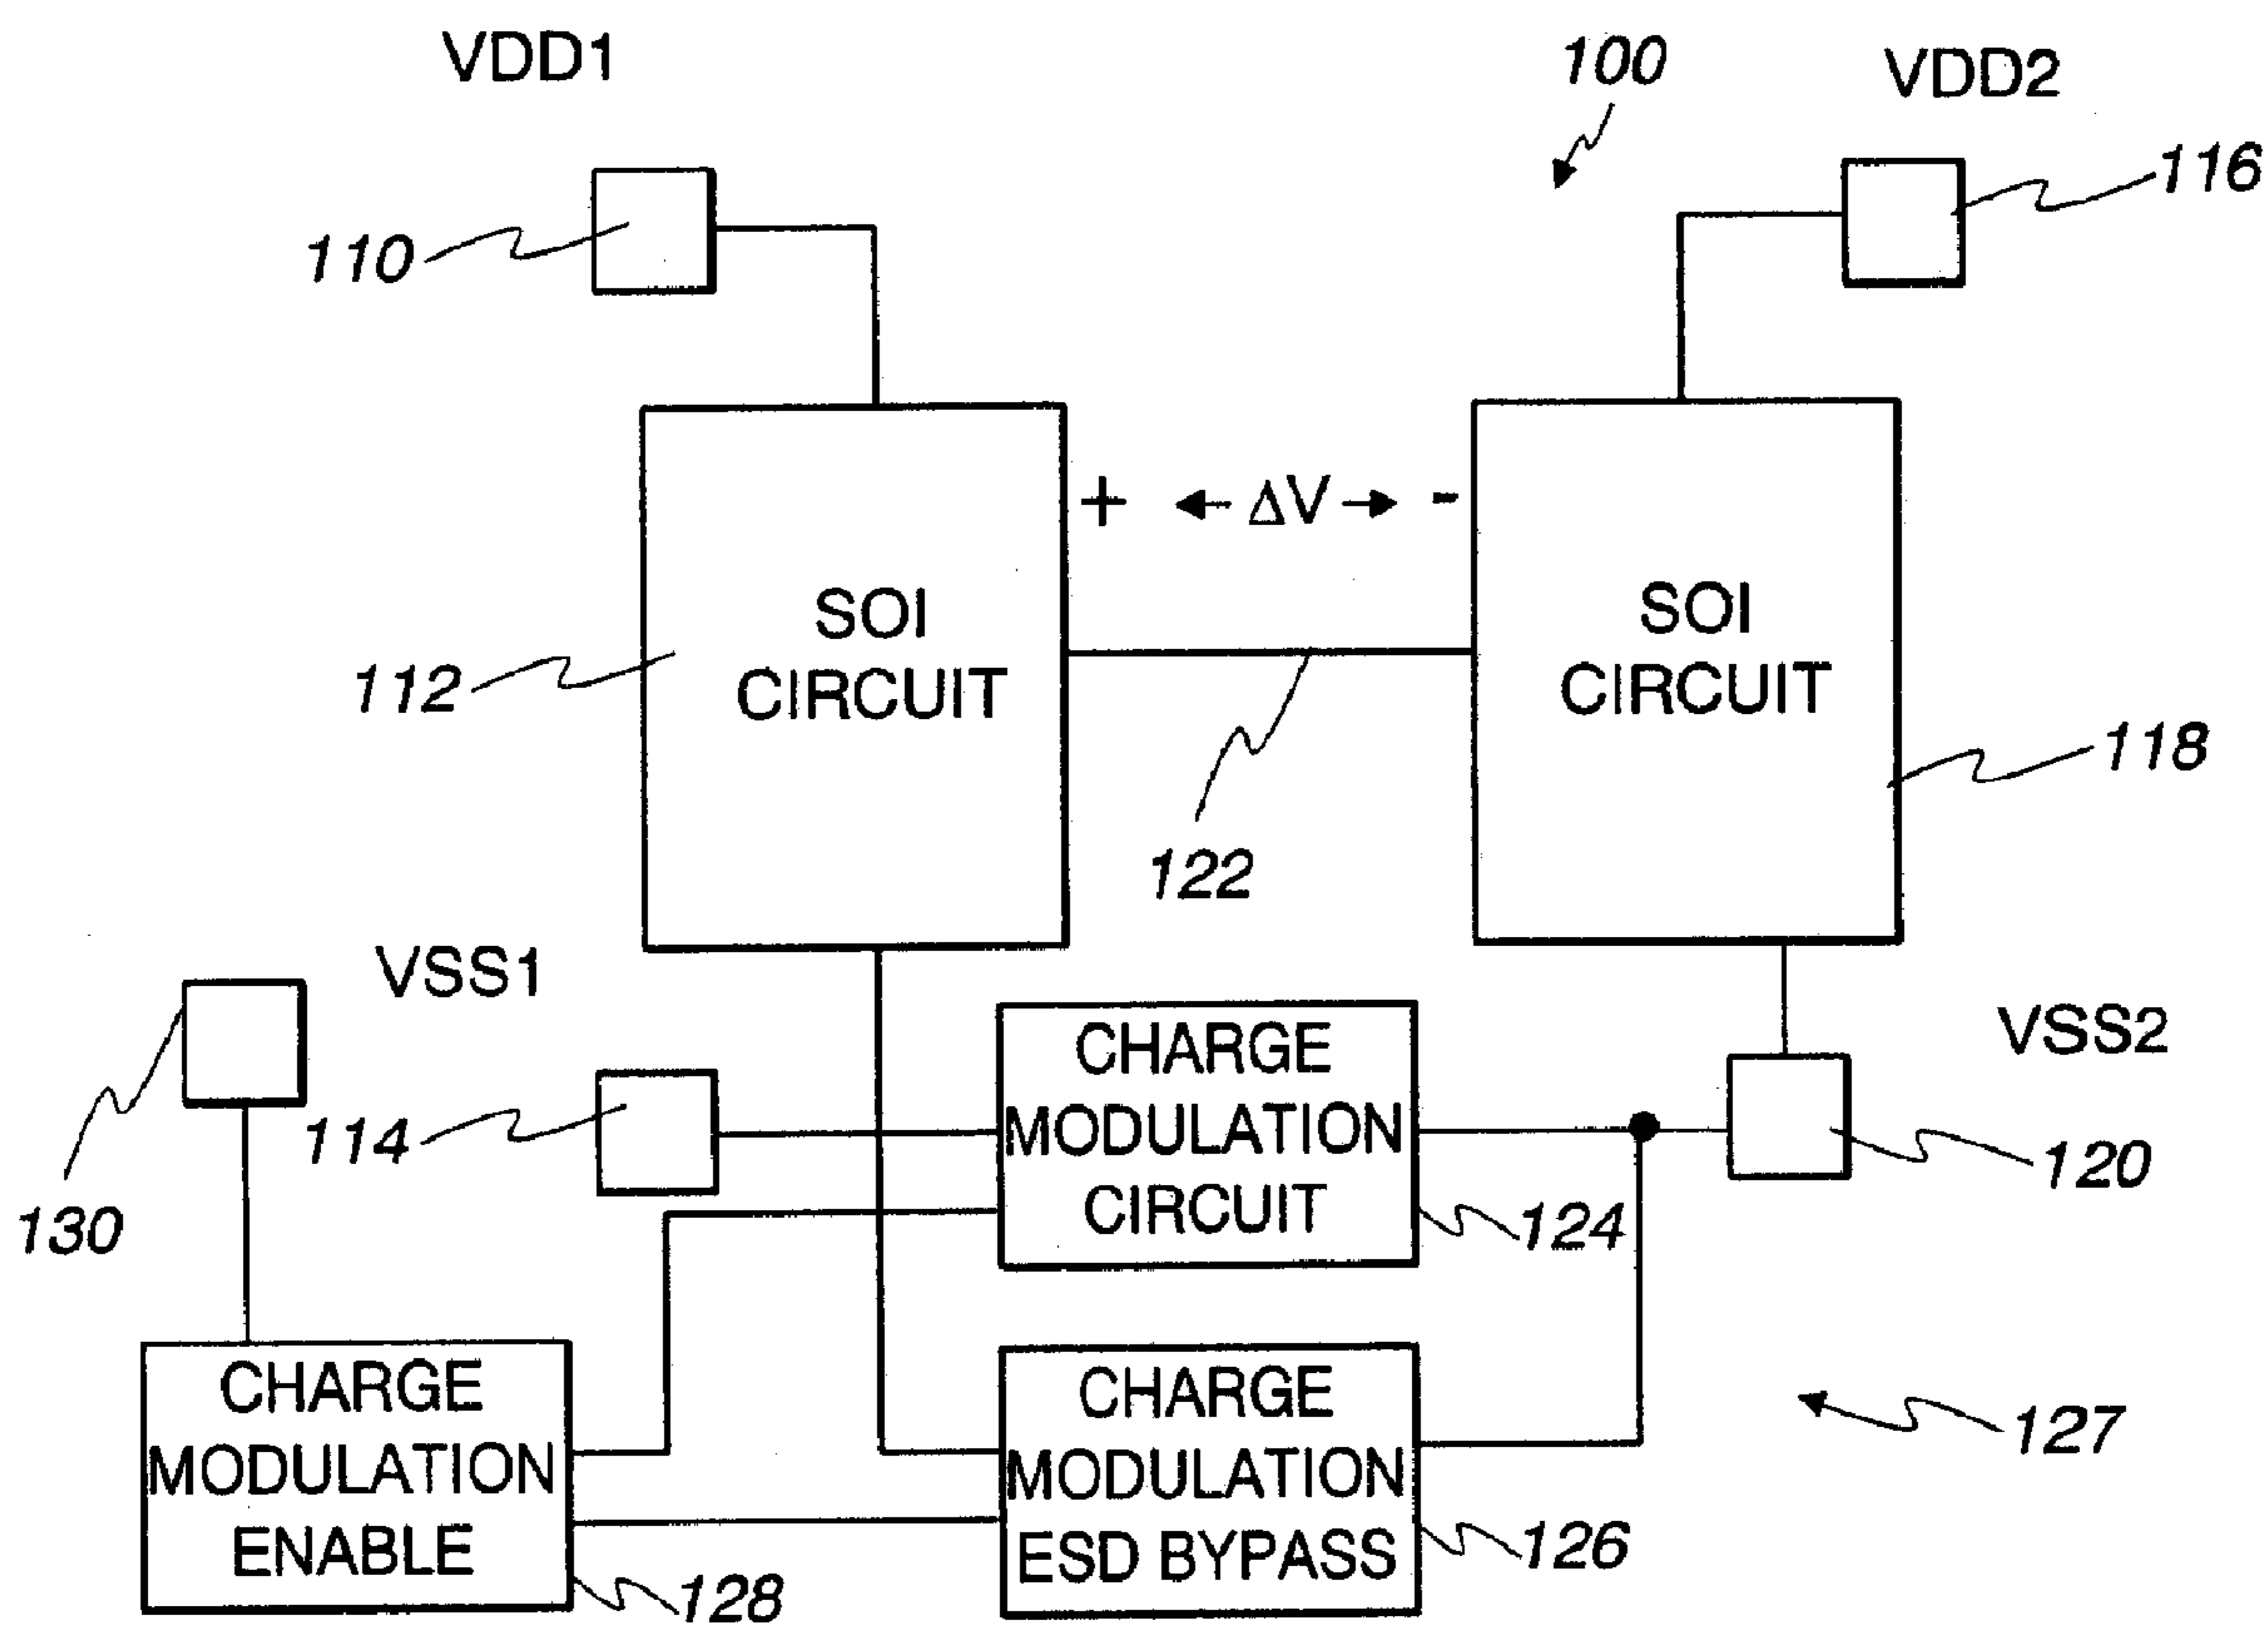 VDD1
100
VDD2
116
110
+ ΔV -
SOI
CIRCUIT
SOI
CIRCUIT
112
118
122
VSS1
VSS2
CHARGE
MODULATION
CIRCUIT
114
120
130
124
CHARGE
MODULATION
ENABLE
CHARGE
MODULATION
ESD BYPASS
127
126
128